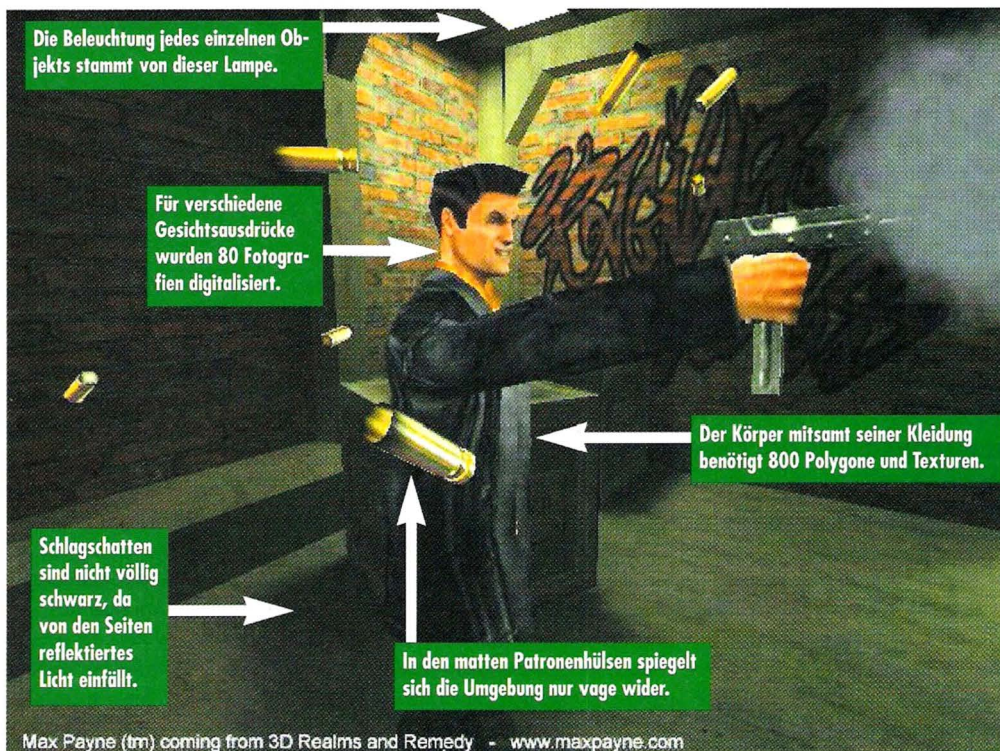 Die Beleuchtung jedes einzelnen Ob-
jekts stammt von dieser Lampe.
Für verschiedene
Gesichtsausdrücke
wurden 80 Fotogra-
fien digitalisiert.
Der Körper mitsamt seiner Kleidung
benötigt 800 Polygone und Texturen.
Schlagschatten
sind nicht völlig
schwarz, da
von den Seiten
reflektiertes
Licht einfällt.
In den matten Patronenhülsen spiegelt
sich die Umgebung nur vage wider.
Max Payne (tm) coming from 3D Realms and Remedy - www.maxpayne.com